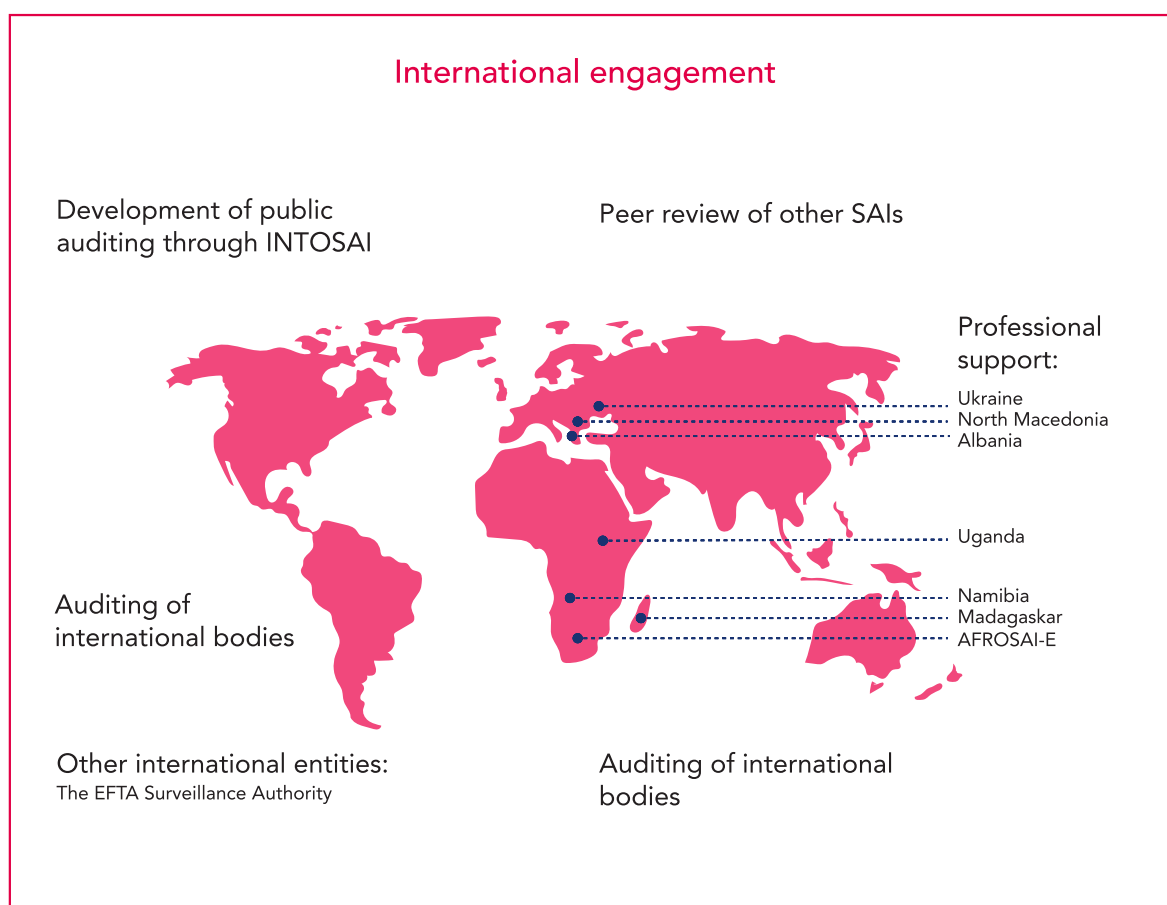 International engagement
Development of public
auditing through INTOSAI
Peer review of other SAIs
Professional
support:
Ukraine
North Macedonia
Albania
Uganda
Namibia
Madagaskar
AFROSAI-E
Auditing of
international bodies
Other international entities:
The EFTA Surveillance Authority
Auditing of international
bodies